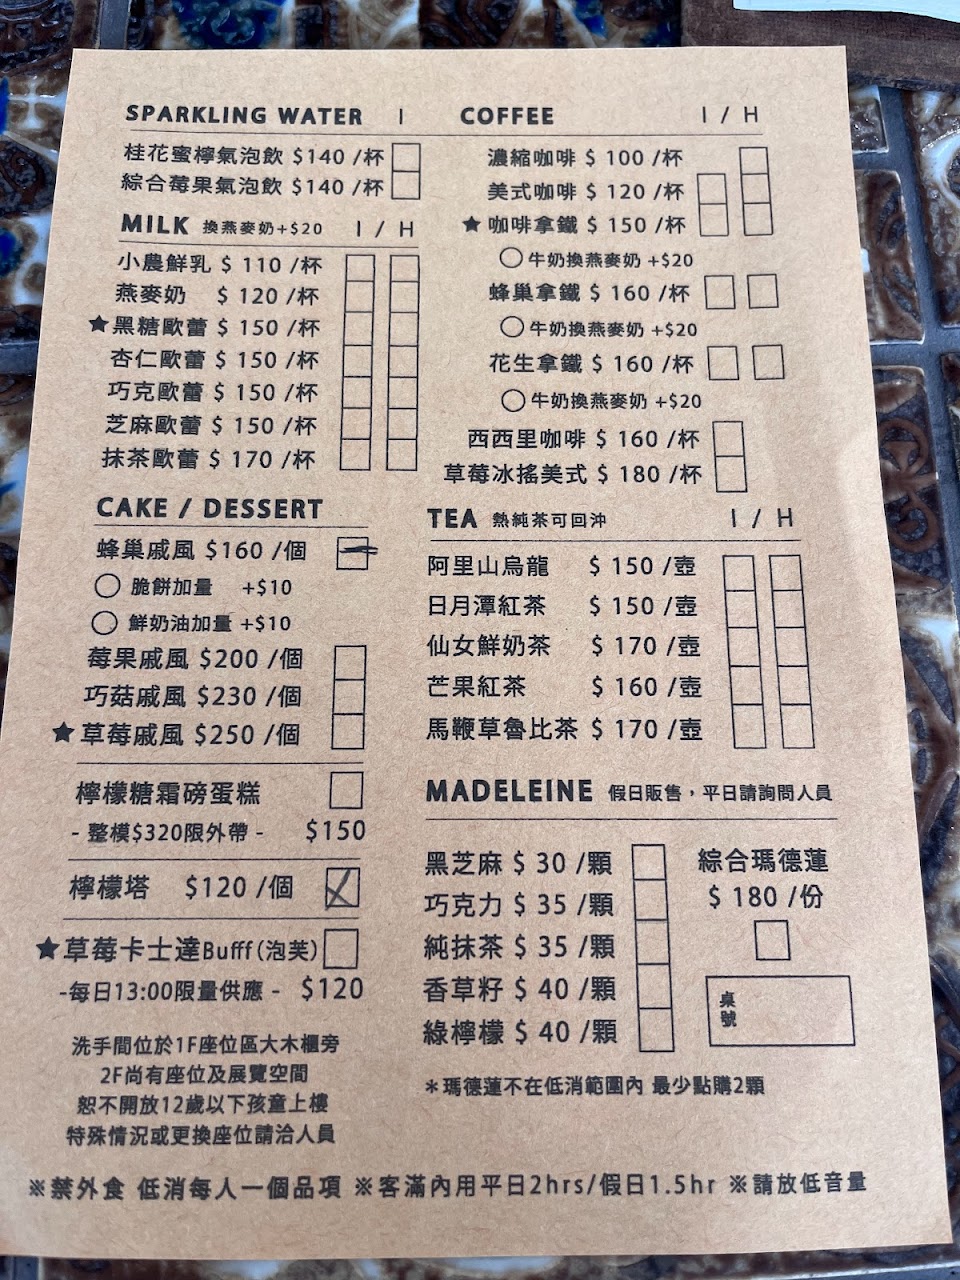 SPARKLING WATER I
桂花蜜檸氣泡飲 $140 /杯
綜合莓果氣泡飲 $140 /杯
MILK 換燕麥奶+$20 I / H
小農鮮乳 $ 110 /杯
燕麥奶 $ 120 /杯
★黑糖歐蕾 $ 150 /杯
杏仁歐蕾 $ 150 /杯
巧克歐蕾 $ 150 /杯
芝麻歐蕾 $ 150 /杯
抹茶歐蕾 $ 170 /杯
CAKE / DESSERT
蜂巢戚風 $160 /個
脆餅加量 +$10
鮮奶油加量 +$10
莓果戚風 $200 /個
巧菇戚風 $230 /個
★草莓戚風 $250 /個
檸檬糖霜磅蛋糕
- 整模$320限外帶 - $150
檸檬塔 $120 /個
★草莓卡士達Bufff(泡芙)
-每日13:00限量供應 - $120
洗手間位於1F座位區大木櫃旁
2F尚有座位及展覽空間
恕不開放12歲以下孩童上樓
特殊情況或更換座位請洽人員
COFFEE I / H
濃縮咖啡 $ 100 /杯
美式咖啡 $ 120 /杯
★咖啡拿鐵 $ 150 /杯
牛奶換燕麥奶 +$20
蜂巢拿鐵 $ 160 /杯
牛奶換燕麥奶 +$20
花生拿鐵 $ 160 /杯
牛奶換燕麥奶 +$20
西西里咖啡 $ 160 /杯
草莓冰搖美式 $ 180 /杯
TEA 熱純茶可回沖 I / H
阿里山烏龍 $ 150 /壺
日月潭紅茶 $ 150 /壺
仙女鮮奶茶 $ 170 /壺
芒果紅茶 $ 160 /壺
馬鞭草魯比茶 $ 170 /壺
MADELEINE 假日販售，平日請詢問人員
黑芝麻 $ 30 /顆
巧克力 $ 35 /顆
純抹茶 $ 35 /顆
香草籽 $ 40 /顆
綠檸檬 $ 40 /顆
綜合瑪德蓮
$ 180 /份
桌號
＊瑪德蓮不在低消範圍內 最少點購2顆
※禁外食 低消每人一個品項 ※客滿內用平日2hrs/假日1.5hr ※請放低音量